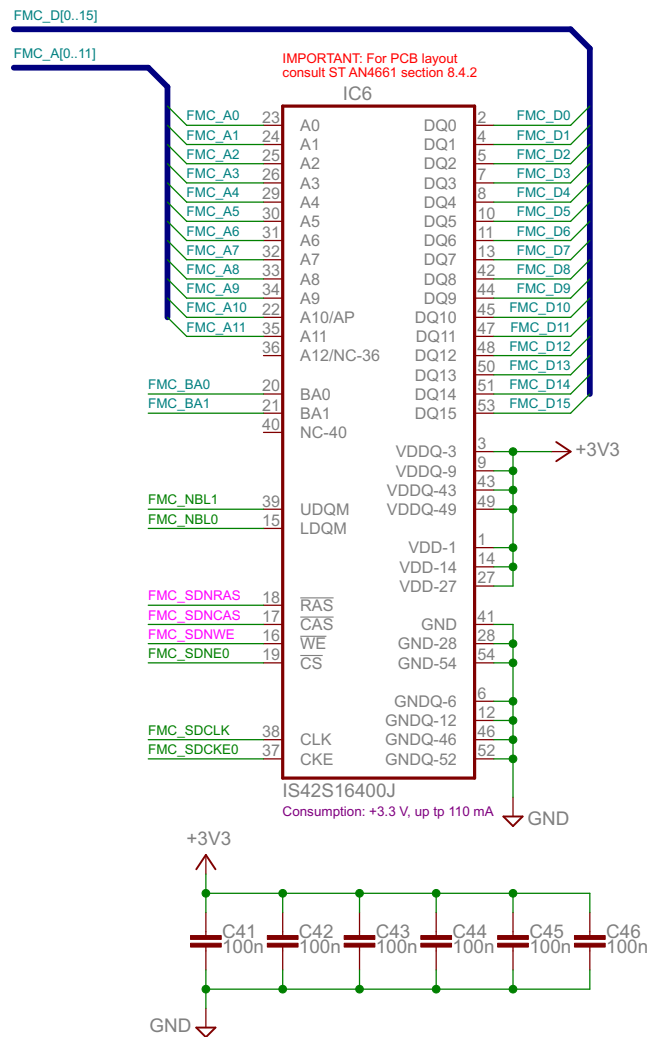 FMC_D[0..15]
FMC_A[0..11]
IMPORTANT: For PCB layout
consult ST AN4661 section 8.4.2
IC6
FMC_A0 23 A0 DQ0 2 FMC_D0
FMC_A1 24 A1 DQ1 4 FMC_D1
FMC_A2 25 A2 DQ2 5 FMC_D2
FMC_A3 26 A3 DQ3 7 FMC_D3
FMC_A4 29 A4 DQ4 8 FMC_D4
FMC_A5 30 A5 DQ5 10 FMC_D5
FMC_A6 31 A6 DQ6 11 FMC_D6
FMC_A7 32 A7 DQ7 13 FMC_D7
FMC_A8 33 A8 DQ8 42 FMC_D8
FMC_A9 34 A9 DQ9 44 FMC_D9
FMC_A10 22 A10/AP DQ10 45 FMC_D10
FMC_A11 35 A11 DQ11 47 FMC_D11
36 A12/NC-36 DQ12 48 FMC_D12
DQ13 50 FMC_D13
FMC_BA0 20 BA0 DQ14 51 FMC_D14
FMC_BA1 21 BA1 DQ15 53 FMC_D15
40 NC-40
VDDQ-3 3 +3V3
VDDQ-9 9
VDDQ-43 43
FMC_NBL1 39 UDQM VDDQ-49 49
FMC_NBL0 15 LDQM
VDD-1 1
VDD-14 14
VDD-27 27
FMC_SDNRAS 18 RAS
FMC_SDNCAS 17 CAS GND 41
FMC_SDNWE 16 WE GND-28 28
FMC_SDNE0 19 CS GND-54 54
GNDQ-6 6
GNDQ-12 12
FMC_SDCLK 38 CLK GNDQ-46 46
FMC_SDCKE0 37 CKE GNDQ-52 52
IS42S16400J
Consumption: +3.3 V, up tp 110 mA
GND
+3V3
C41 C42 C43 C44 C45 C46
100n 100n 100n 100n 100n 100n
GND